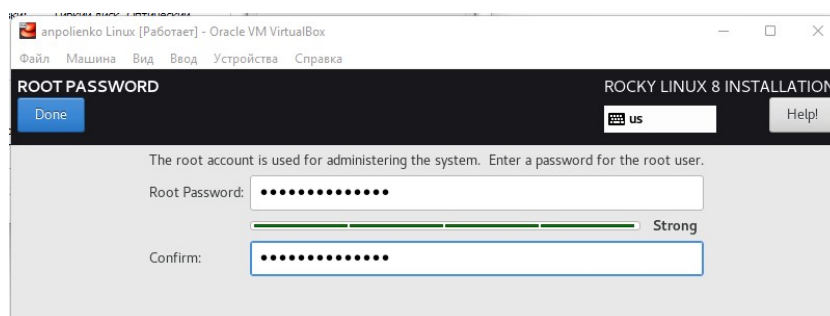 anpolienko Linux [Работает] - Oracle VM VirtualBox
Файл Машина Вид Ввод Устройства Справка
ROOT PASSWORD
ROCKY LINUX 8 INSTALLATION
Done
us
Help!
The root account is used for administering the system. Enter a password for the root user.
Root Password: ●●●●●●●●●●●●●●
Strong
Confirm: ●●●●●●●●●●●●●●